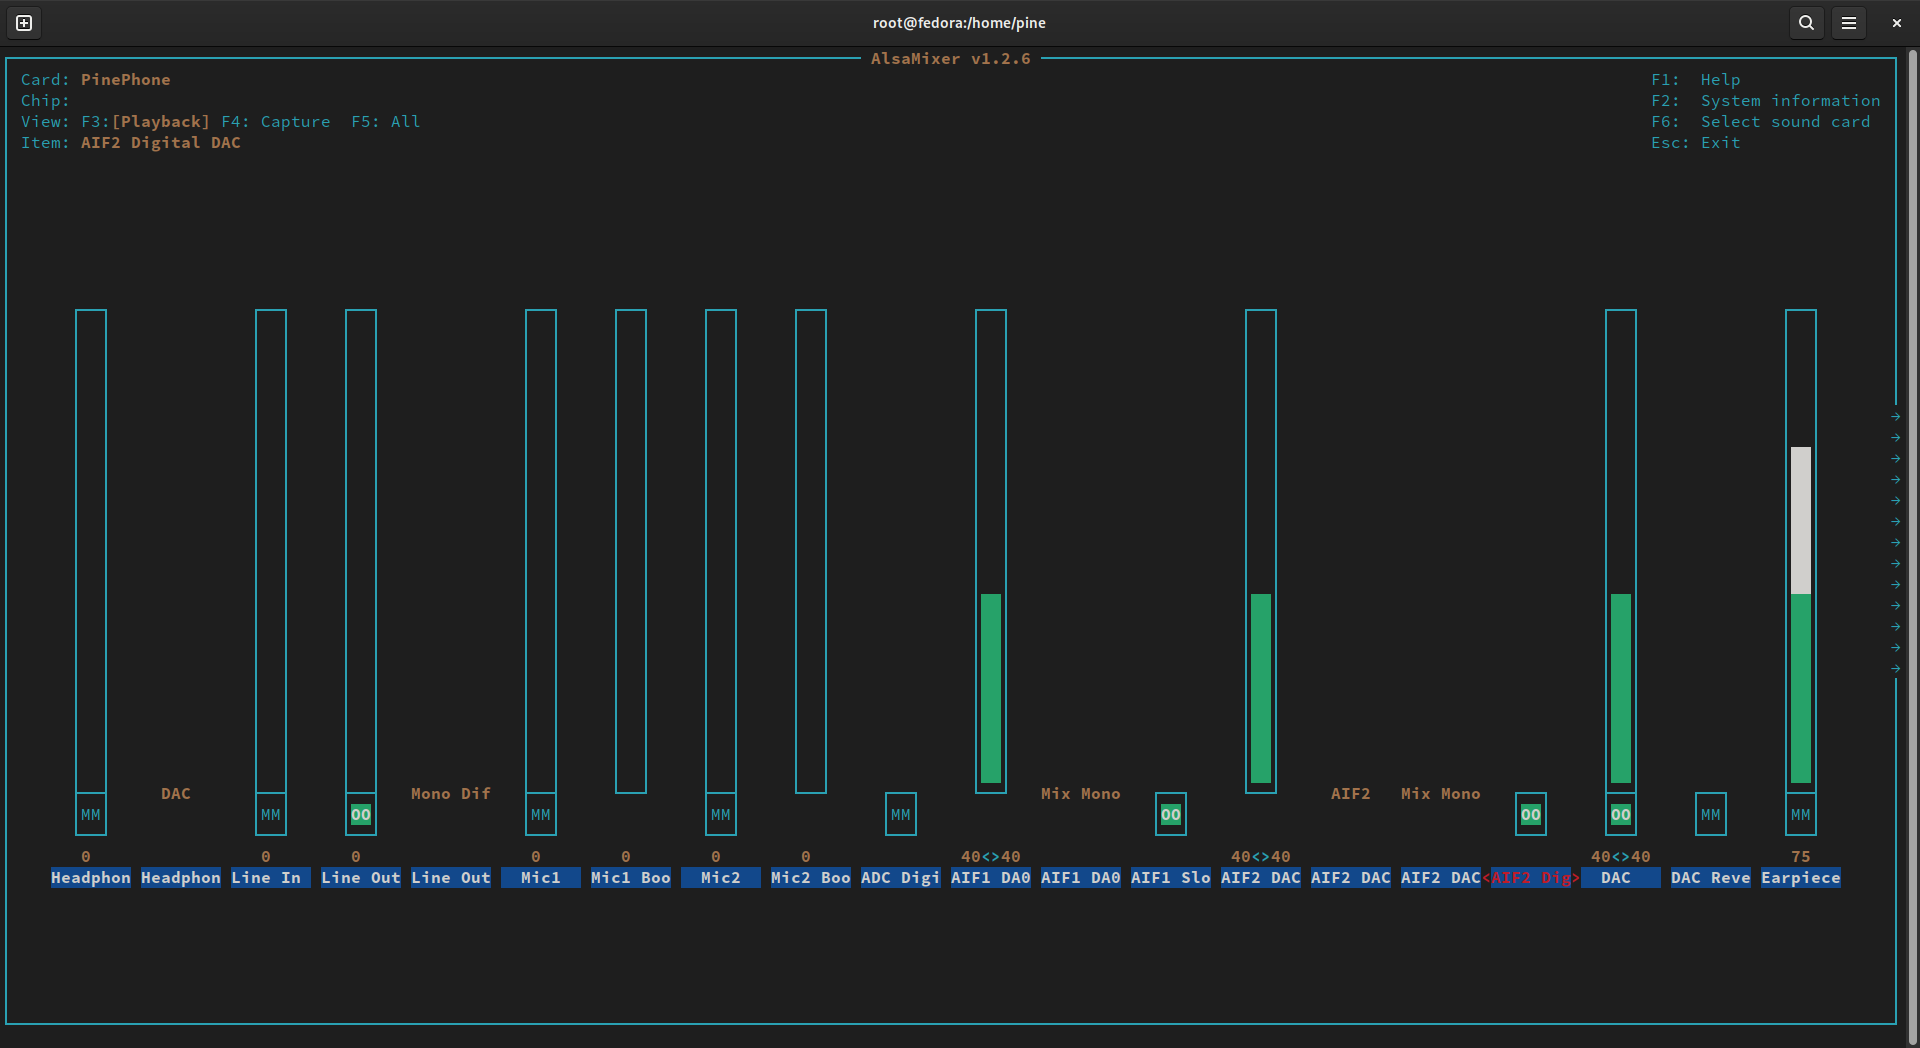 root@fedora:/home/pine
AlsaMixer v1.2.6
Card: PinePhone F1: Help
Chip: F2: System information
View: F3:[Playback] F4: Capture F5: All F6: Select sound card
Item: AIF2 Digital DAC Esc: Exit
→
→
→
→
→
→
→
→
→
→
→
→
→
DAC Mono Dif Mix Mono AIF2 Mix Mono
MM MM OO MM MM MM OO OO OO MM MM
0 0 0 0 0 0 0 40<>40 40<>40 40<>40 75
Headphon Headphon Line In Line Out Line Out Mic1 Mic1 Boo Mic2 Mic2 Boo ADC Digi AIF1 DA0 AIF1 DA0 AIF1 Slo AIF2 DAC AIF2 DAC AIF2 DAC<AIF2 Dig> DAC DAC Reve Earpiece